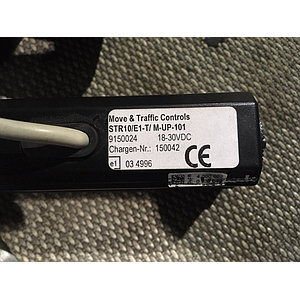 Move & Traffic Controls
STR10/E1-T/ M-UP-101
9150024 18-30VDC
Chargen-Nr.: 150042
e1 03 4996 CE